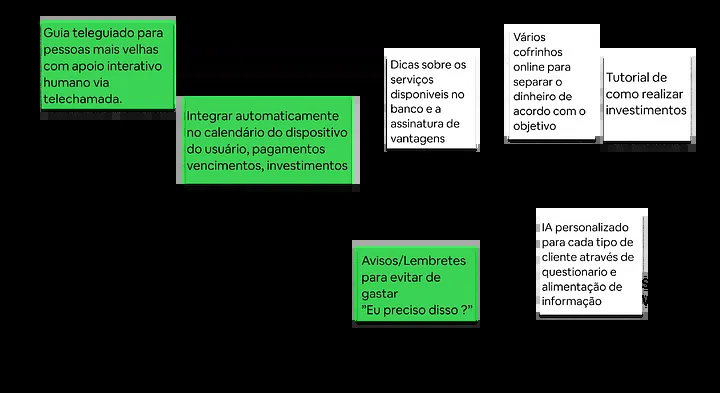 Guia teleguiado para
pessoas mais velhas
com apoio interativo
humano via
telechamada.
Integrar automaticamente
no calendário do dispositivo
do usuário, pagamentos
vencimentos, investimentos
Dicas sobre os
serviços
disponiveis no
banco e a
assinatura de
vantagens
Vários
cofrinhos
online para
separar o
dinheiro de
acordo com o
objetivo
Tutorial de
como realizar
investimentos
Avisos/Lembretes
para evitar de
gastar
"Eu preciso disso ?"
IA personalizado
para cada tipo de
cliente através de
questionario e
alimentação de
informação